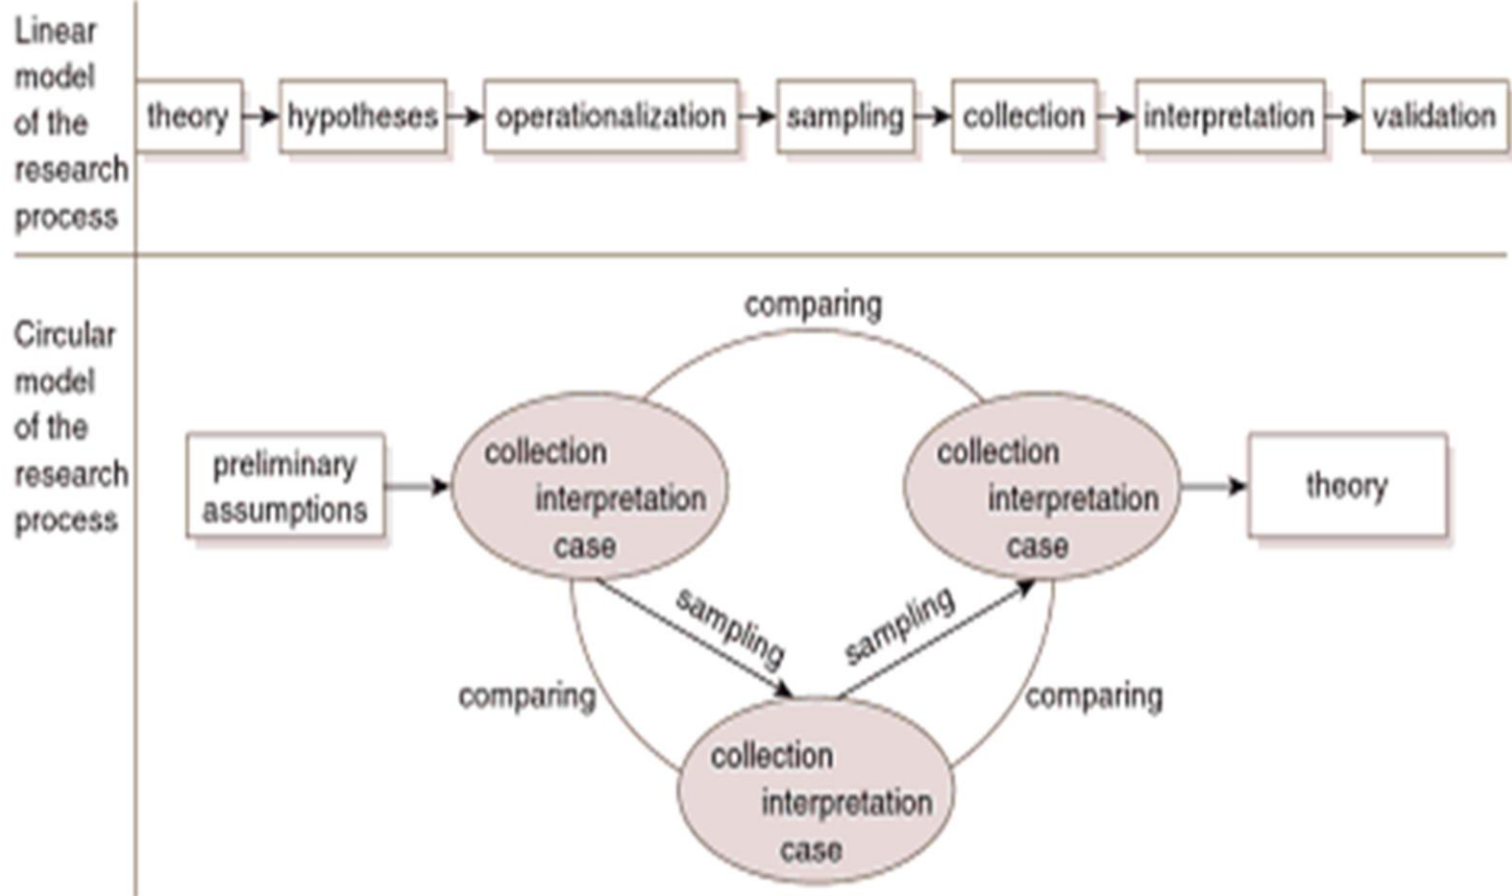 Linear
model
of the
research
process
theory
hypotheses
operationalization
sampling
collection
interpretation
validation
Circular
model
of the
research
process
preliminary
assumptions
comparing
collection
interpretation
case
collection
interpretation
case
theory
sampling
sampling
comparing
comparing
collection
interpretation
case